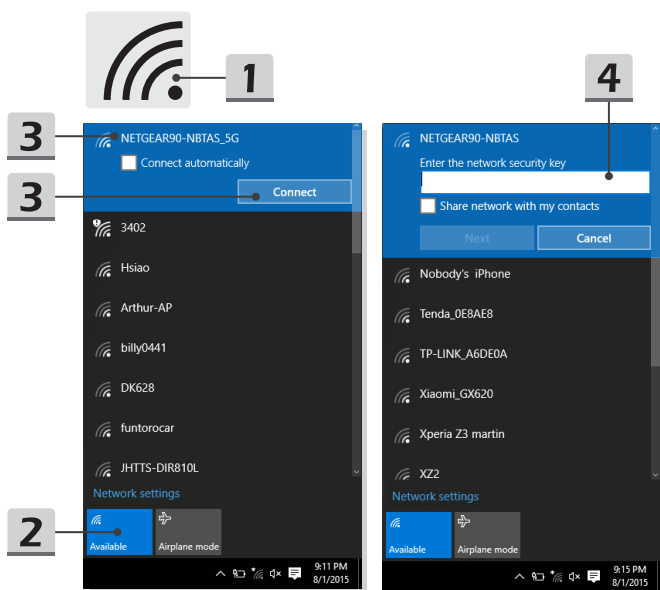 1
4
3
NETGEAR90-NBTAS_5G
Connect automatically
3
Connect
3402
Hsiao
Arthur-AP
billy0441
DK628
funtorocar
JHTTS-DIR810L
Network settings
2
Available
Airplane mode
9:11 PM
8/1/2015
NETGEAR90-NBTAS
Enter the network security key
Share network with my contacts
Next
Cancel
Nobody's iPhone
Tenda_0E8AE8
TP-LINK_A6DE0A
Xiaomi_GX620
Xperia Z3 martin
XZ2
Network settings
Available
Airplane mode
9:15 PM
8/1/2015